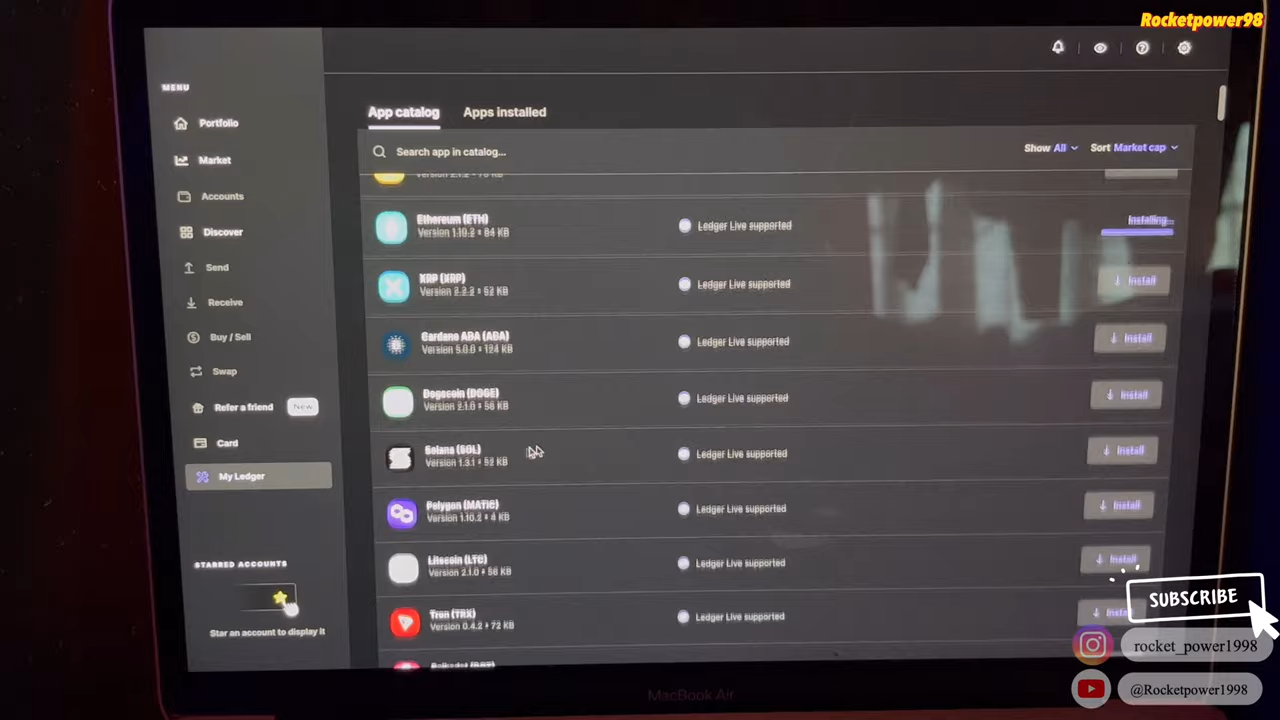 Rocketpower98
MENU
Portfolio
Market
Accounts
Discover
Send
Receive
Buy / Sell
Swap
Refer a friend New
Card
My Ledger
STARRED ACCOUNTS
Star an account to display it
App catalog Apps installed
Search app in catalog...
Show All Sort Market cap
Ethereum (ETH)
Version 1.10.2 • 84 KB
Ledger Live supported
Installing...
XRP (XRP)
Version 2.2.2 • 52 KB
Ledger Live supported
Install
Cardano ADA (ADA)
Version 5.0.0 • 124 KB
Ledger Live supported
Install
Dogecoin (DOGE)
Version 2.1.0 • 56 KB
Ledger Live supported
Install
Solana (SOL)
Version 1.3.1 • 52 KB
Ledger Live supported
Install
Polygon (MATIC)
Version 1.10.2 • 4 KB
Ledger Live supported
Install
Litecoin (LTC)
Version 2.1.0 • 56 KB
Ledger Live supported
Install
Tron (TRX)
Version 0.4.2 • 72 KB
Ledger Live supported
Install
MacBook Air
SUBSCRIBE
rocket_power1998
@Rocketpower1998